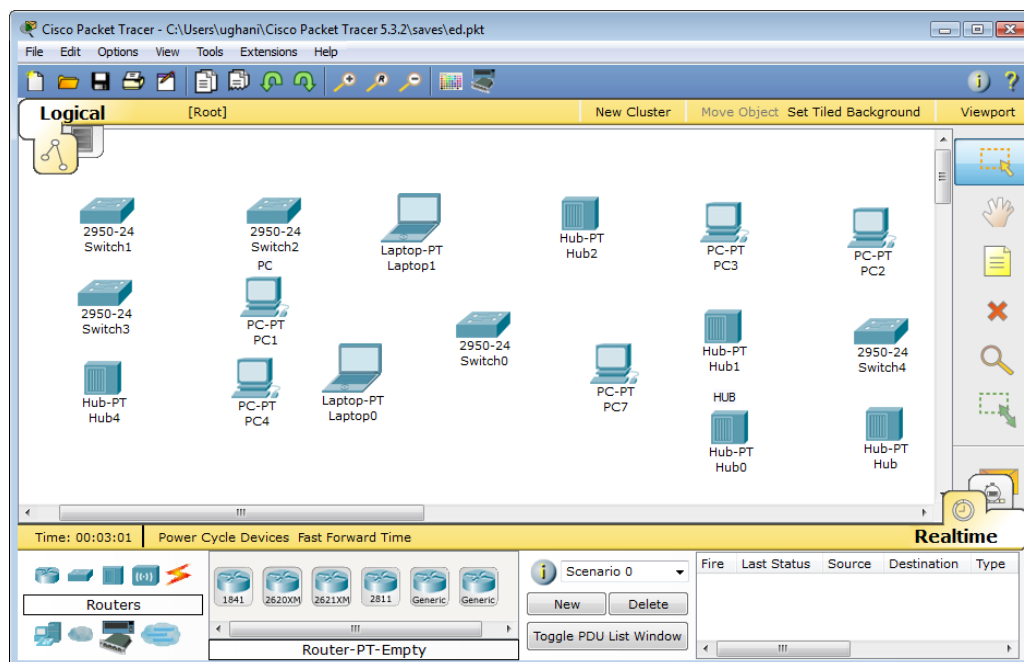 Cisco Packet Tracer - C:\Users\ughani\Cisco Packet Tracer 5.3.2\saves\ed.pkt
File Edit Options View Tools Extensions Help
Logical [Root] New Cluster Move Object Set Tiled Background Viewport
2950-24
Switch1
2950-24
Switch2
Laptop-PT
Laptop1
Hub-PT
Hub2
PC-PT
PC3
PC-PT
PC2
PC
2950-24
Switch3
PC-PT
PC1
2950-24
Switch0
Hub-PT
Hub1
2950-24
Switch4
Hub-PT
Hub4
PC-PT
PC4
Laptop-PT
Laptop0
PC-PT
PC7
HUB
Hub-PT
Hub0
Hub-PT
Hub
Time: 00:03:01 Power Cycle Devices Fast Forward Time Realtime
Routers
1841 2620XM 2621XM 2811 Generic Generic
Router-PT-Empty
Scenario 0
New Delete
Toggle PDU List Window
Fire Last Status Source Destination Type